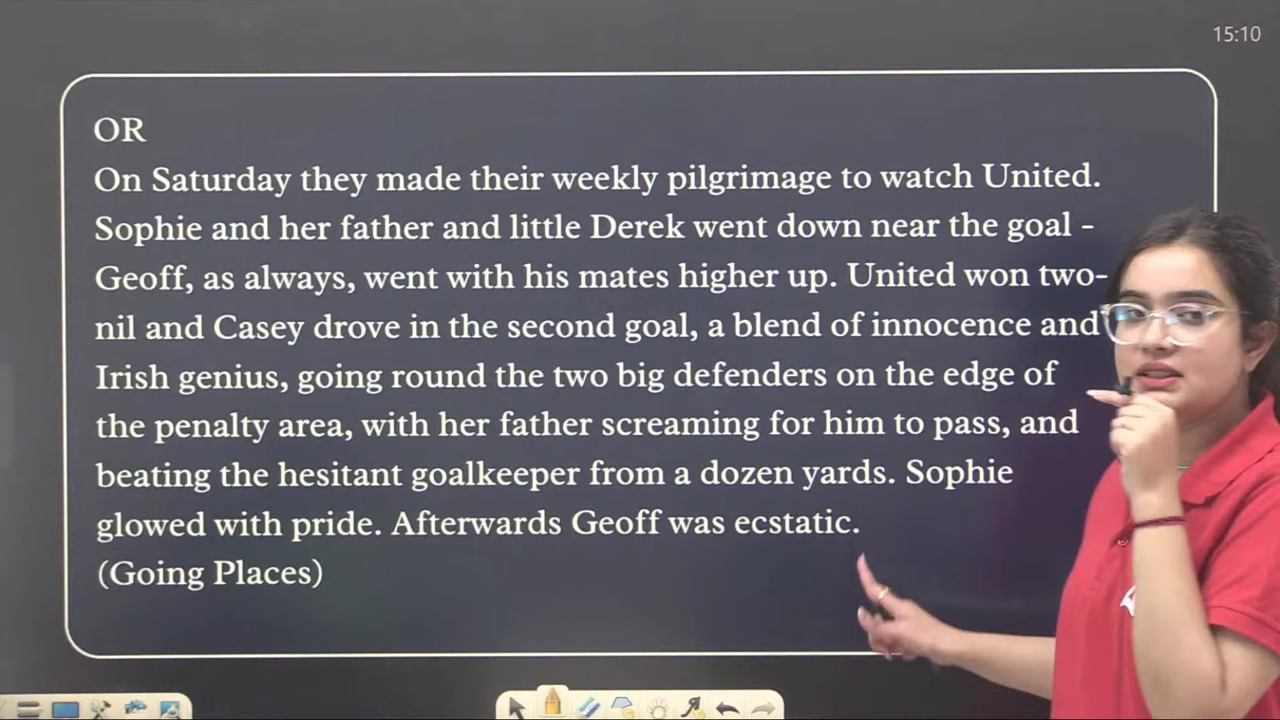 15:10
OR
On Saturday they made their weekly pilgrimage to watch United.
Sophie and her father and little Derek went down near the goal –
Geoff, as always, went with his mates higher up. United won two-
nil and Casey drove in the second goal, a blend of innocence and
Irish genius, going round the two big defenders on the edge of
the penalty area, with her father screaming for him to pass, and
beating the hesitant goalkeeper from a dozen yards. Sophie
glowed with pride. Afterwards Geoff was ecstatic.
(Going Places)